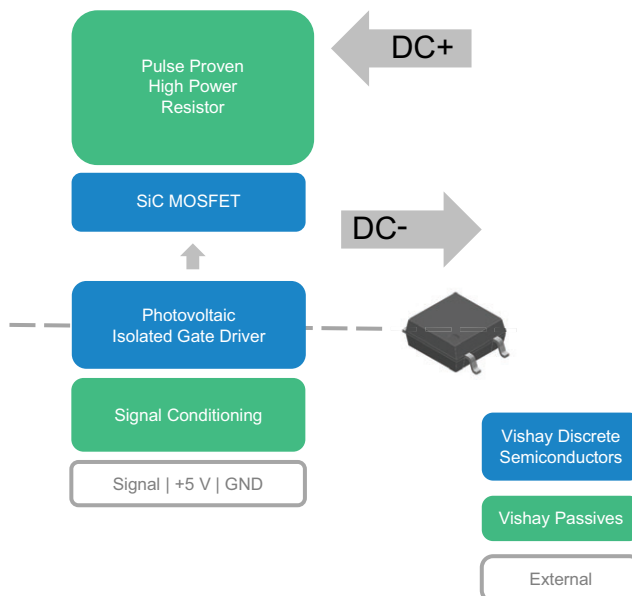 Pulse Proven
High Power
Resistor
DC+
SiC MOSFET
DC-
Photovoltaic
Isolated Gate Driver
Signal Conditioning
Signal | +5 V | GND
Vishay Discrete
Semiconductors
Vishay Passives
External